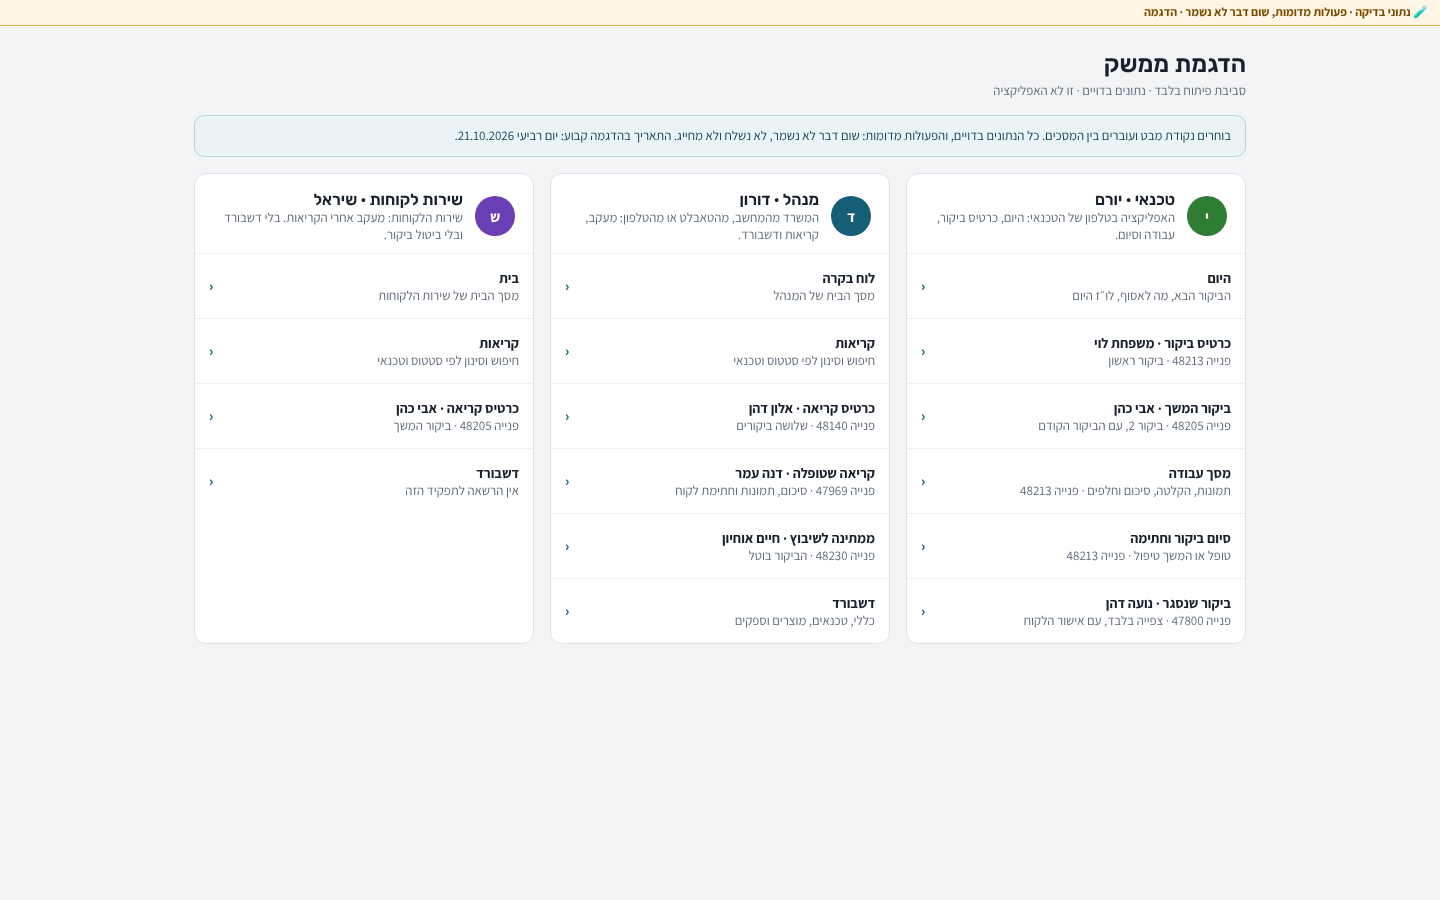 🧪 נתוני בדיקה · פעולות מדומות, שום דבר לא נשמר · הדגמה
הדגמת ממשק
סביבת פיתוח בלבד · נתונים בדויים · זו לא האפליקציה
בוחרים נקודת מבט ועוברים בין המסכים. כל הנתונים בדויים, והפעולות מדומות: שום דבר לא נשמר, לא נשלח ולא מחייג. התאריך בהדגמה קבוע: יום רביעי 21.10.2026.
י
טכנאי • יורם
האפליקציה בטלפון של הטכנאי: היום, כרטיס ביקור,
עבודה וסיום.
היום
הביקור הבא, מה לאסוף, לו״ז היום
כרטיס ביקור · משפחת לוי
פנייה 48213 · ביקור ראשון
ביקור המשך · אבי כהן
פנייה 48205 · ביקור 2, עם הביקור הקודם
מסך עבודה
תמונות, הקלטה, סיכום וחלפים · פנייה 48213
סיום ביקור וחתימה
טופל או המשך טיפול · פנייה 48213
ביקור שנסגר · נועה דהן
פנייה 47800 · צפייה בלבד, עם אישור הלקוח
ד
מנהל • דורון
המשרד מהמחשב, מהטאבלט או מהטלפון: מעקב,
קריאות ודשבורד.
לוח בקרה
מסך הבית של המנהל
קריאות
חיפוש וסינון לפי סטטוס וטכנאי
כרטיס קריאה · אלון דהן
פנייה 48140 · שלושה ביקורים
קריאה שטופלה · דנה עמר
פנייה 47969 · סיכום, תמונות וחתימת לקוח
ממתינה לשיבוץ · חיים אוחיון
פנייה 48230 · הביקור בוטל
דשבורד
כללי, טכנאים, מוצרים וספקים
ש
שירות לקוחות • שיראל
שירות הלקוחות: מעקב אחרי הקריאות. בלי דשבורד
ובלי ביטול ביקור.
בית
מסך הבית של שירות הלקוחות
קריאות
חיפוש וסינון לפי סטטוס וטכנאי
כרטיס קריאה · אבי כהן
פנייה 48205 · ביקור המשך
דשבורד
אין הרשאה לתפקיד הזה